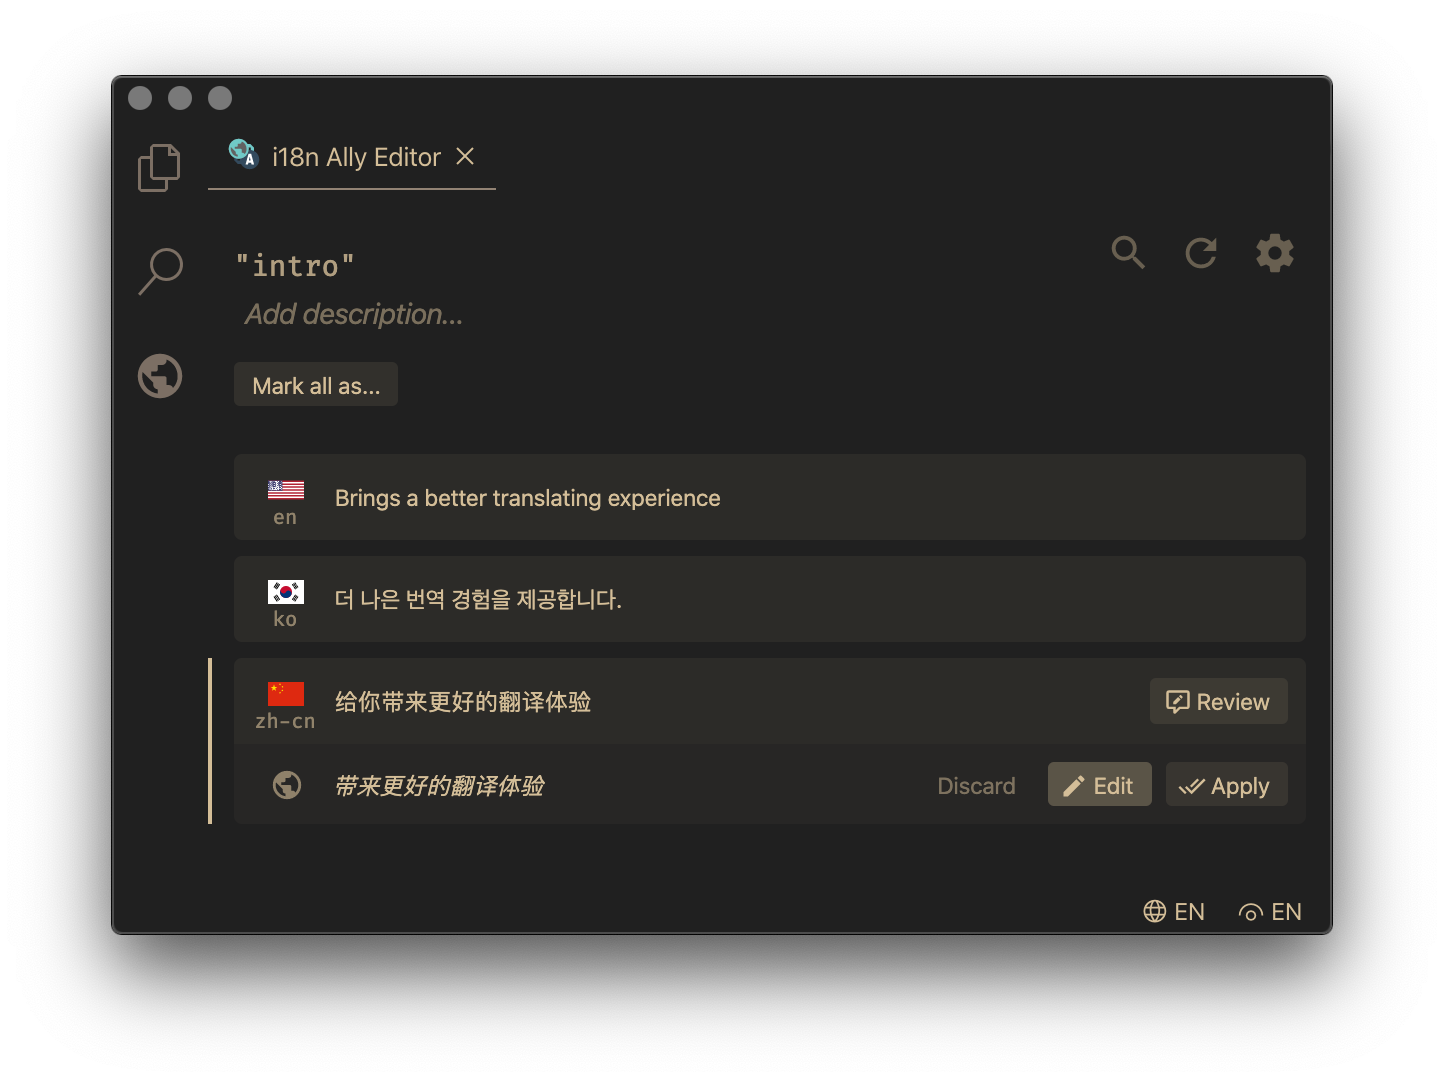 i18n Ally Editor
"intro"
Add description...
Mark all as...
Brings a better translating experience
en
더 나은 번역 경험을 제공합니다.
ko
给你带来更好的翻译体验
Review
zh-cn
带来更好的翻译体验
Discard
Edit
Apply
EN
EN